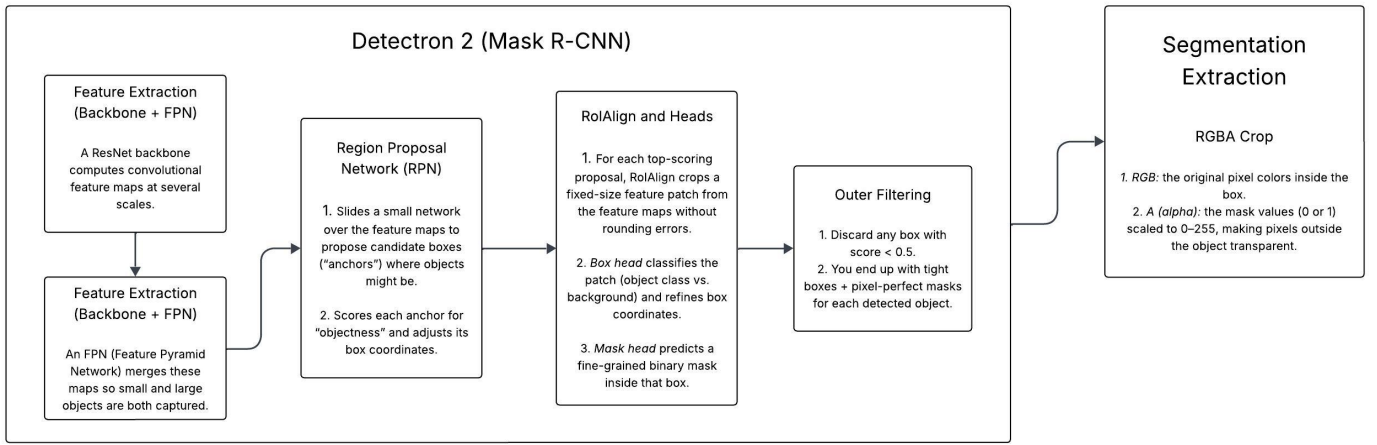 Detectron 2 (Mask R-CNN)
Feature Extraction
(Backbone + FPN)
A ResNet backbone
computes convolutional
feature maps at several
scales.
Feature Extraction
(Backbone + FPN)
An FPN (Feature Pyramid
Network) merges these
maps so small and large
objects are both captured.
Region Proposal
Network (RPN)
1. Slides a small network
over the feature maps to
propose candidate boxes
(“anchors”) where objects
might be.
2. Scores each anchor for
“objectness” and adjusts its
box coordinates.
RoIAlign and Heads
1. For each top-scoring
proposal, RoIAlign crops a
fixed-size feature patch from
the feature maps without
rounding errors.
2. Box head classifies the
patch (object class vs.
background) and refines box
coordinates.
3. Mask head predicts a
fine-grained binary mask
inside that box.
Outer Filtering
1. Discard any box with
score < 0.5.
2. You end up with tight
boxes + pixel-perfect masks
for each detected object.
Segmentation
Extraction
RGBA Crop
1. RGB: the original pixel colors inside the
box.
2. A (alpha): the mask values (0 or 1)
scaled to 0–255, making pixels outside
the object transparent.